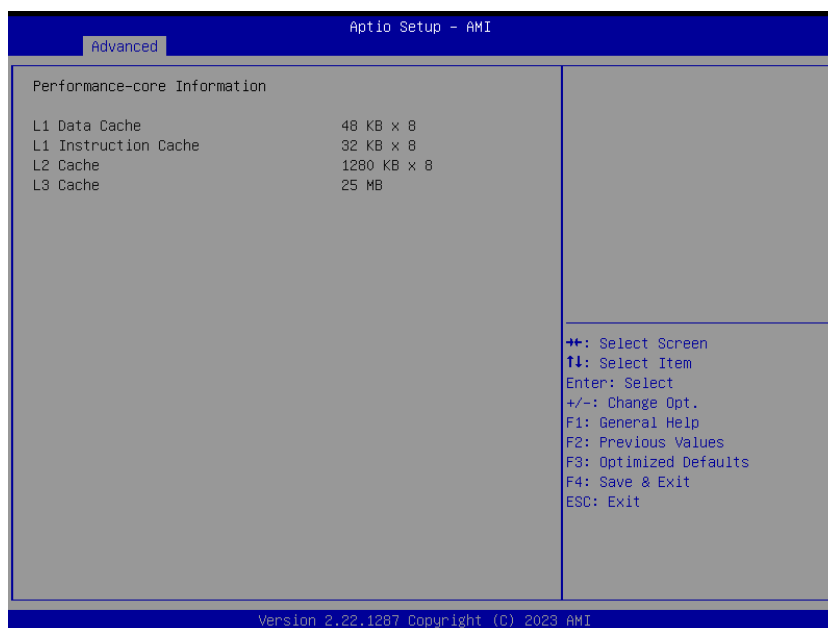 Aptio Setup – AMI
Advanced
Performance-core Information
L1 Data Cache 48 KB x 8
L1 Instruction Cache 32 KB x 8
L2 Cache 1280 KB x 8
L3 Cache 25 MB
→←: Select Screen
↑↓: Select Item
Enter: Select
+/-: Change Opt.
F1: General Help
F2: Previous Values
F3: Optimized Defaults
F4: Save & Exit
ESC: Exit
Version 2.22.1287 Copyright (C) 2023 AMI